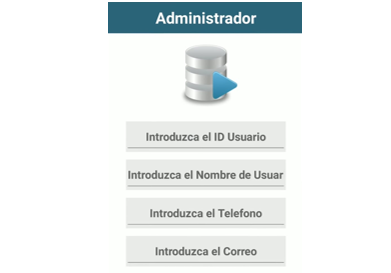 Administrador
Introduzca el ID Usuario
Introduzca el Nombre de Usuar
Introduzca el Telefono
Introduzca el Correo